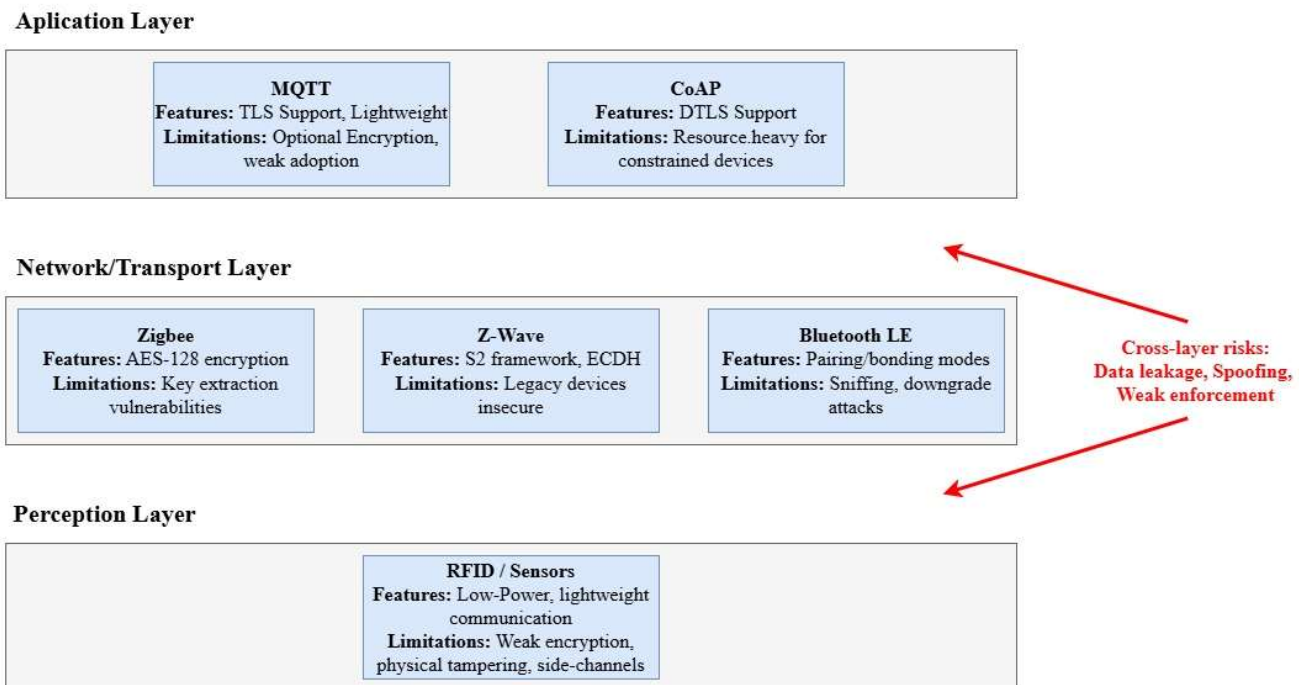 Aplication Layer
MQTT
Features: TLS Support, Lightweight
Limitations: Optional Encryption,
weak adoption
CoAP
Features: DTLS Support
Limitations: Resource.heavy for
constrained devices
Network/Transport Layer
Zigbee
Features: AES-128 encryption
Limitations: Key extraction
vulnerabilities
Z-Wave
Features: S2 framework, ECDH
Limitations: Legacy devices
insecure
Bluetooth LE
Features: Pairing/bonding modes
Limitations: Sniffing, downgrade
attacks
Cross-layer risks:
Data leakage, Spoofing,
Weak enforcement
Perception Layer
RFID / Sensors
Features: Low-Power, lightweight
communication
Limitations: Weak encryption,
physical tampering, side-channels